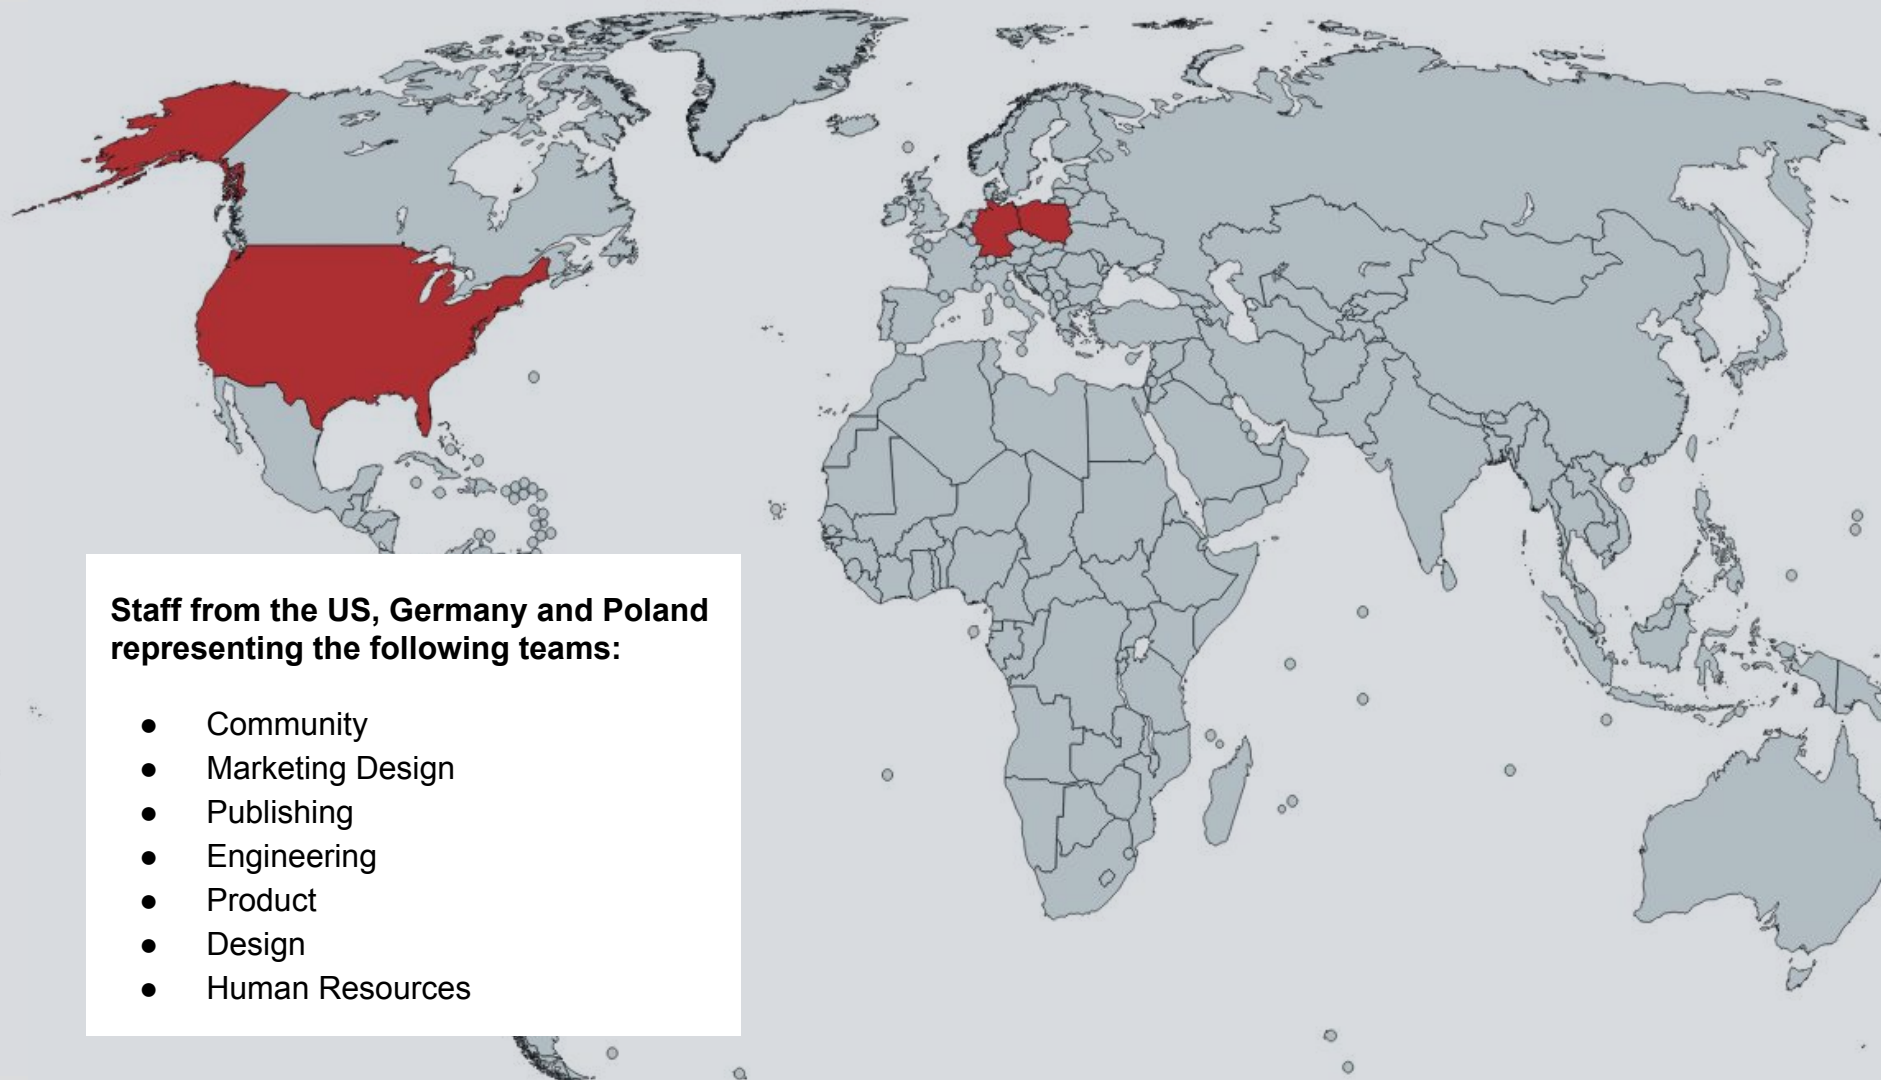 Staff from the US, Germany and Poland
representing the following teams:
● Community
● Marketing Design
● Publishing
● Engineering
● Product
● Design
● Human Resources